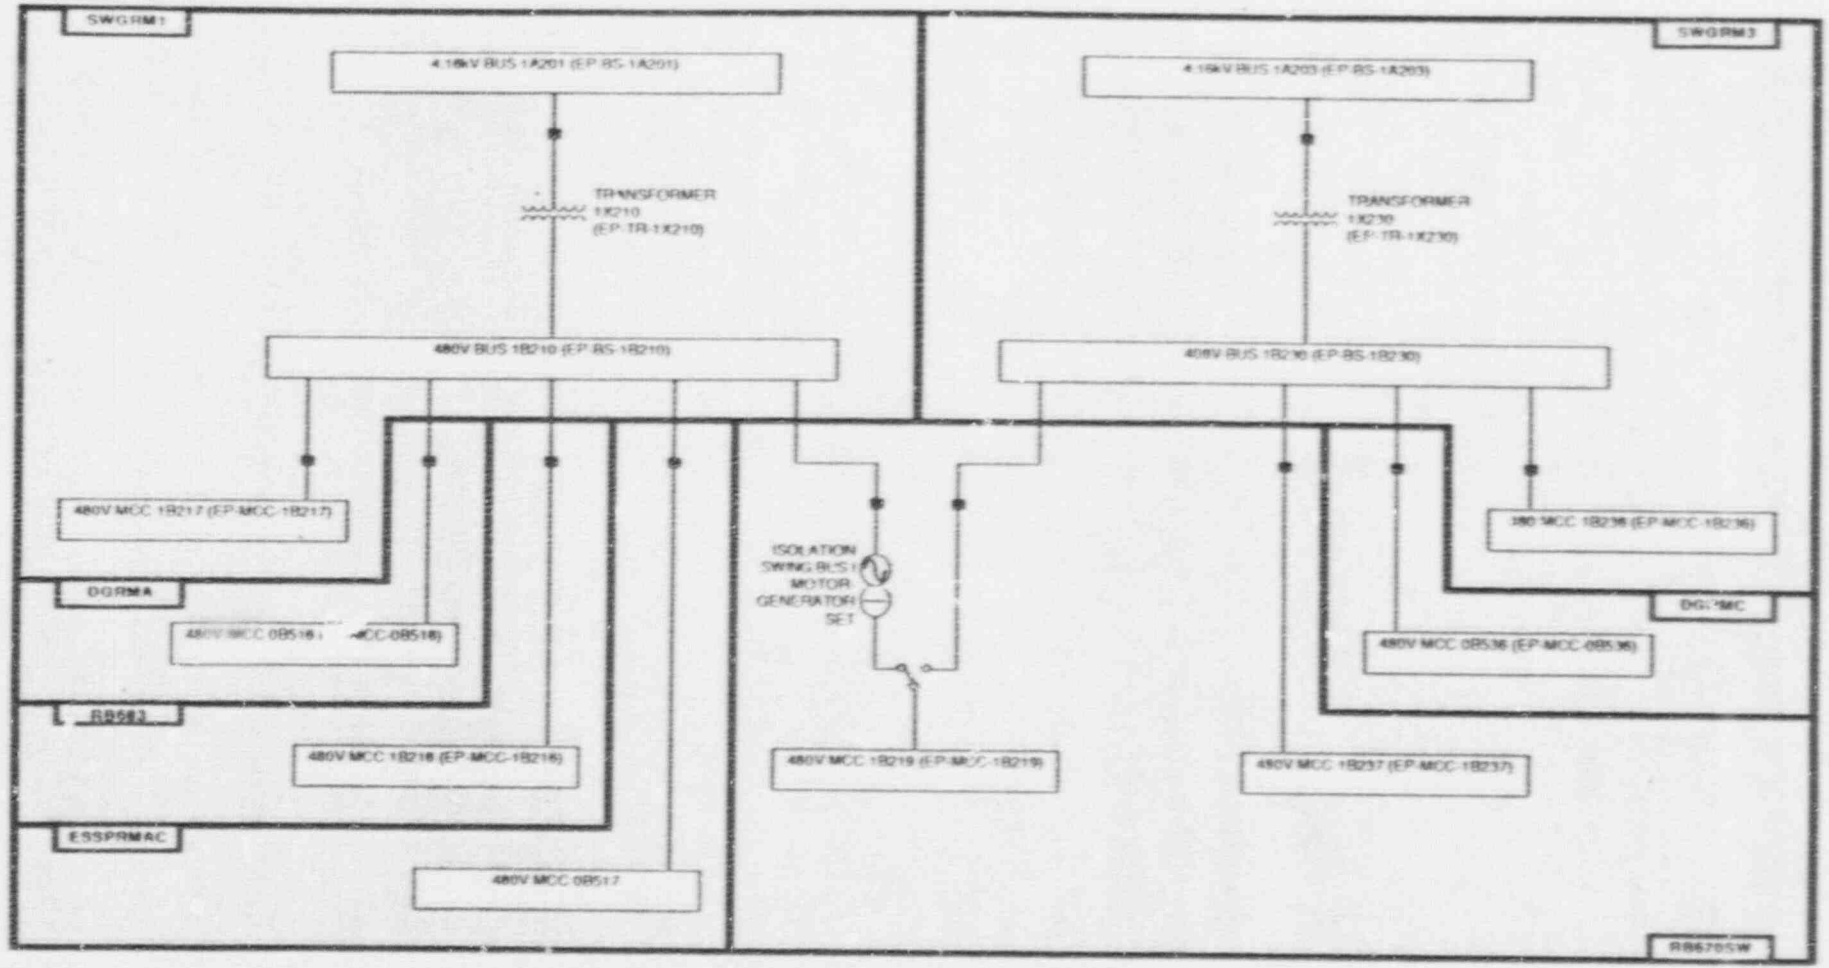 SWGRM1
SWGRM3
4.16kV BUS 1A201 (EP-BS-1A201)
4.16kV BUS 1A203 (EP-BS-1A203)
TRANSFORMER
1X210
(EP-TR-1X210)
TRANSFORMER
1X230
(EP-TR-1X230)
480V BUS 1B210 (EP-BS-1B210)
BUS 1B230 (EP-BS-1B230)
480V MCC 1B217 (EP-MCC-1B217)
MCC 1B236 (EP-MCC-1B236)
ISOLATION
SWING BUS I
MOTOR
GENERATOR
SET
DGRMA
480V MCC 0B516 MCC-0B516)
480V MCC 0B536 (EP-MCC-0B536)
RB683
480V MCC 1B216 (EP-MCC-1B216)
480V MCC 1B219 (EP-MCC-1B219)
480V MCC 1B237 (EP-MCC-1B237)
ESSPRMAC
480V MCC 0B517
RB670SW